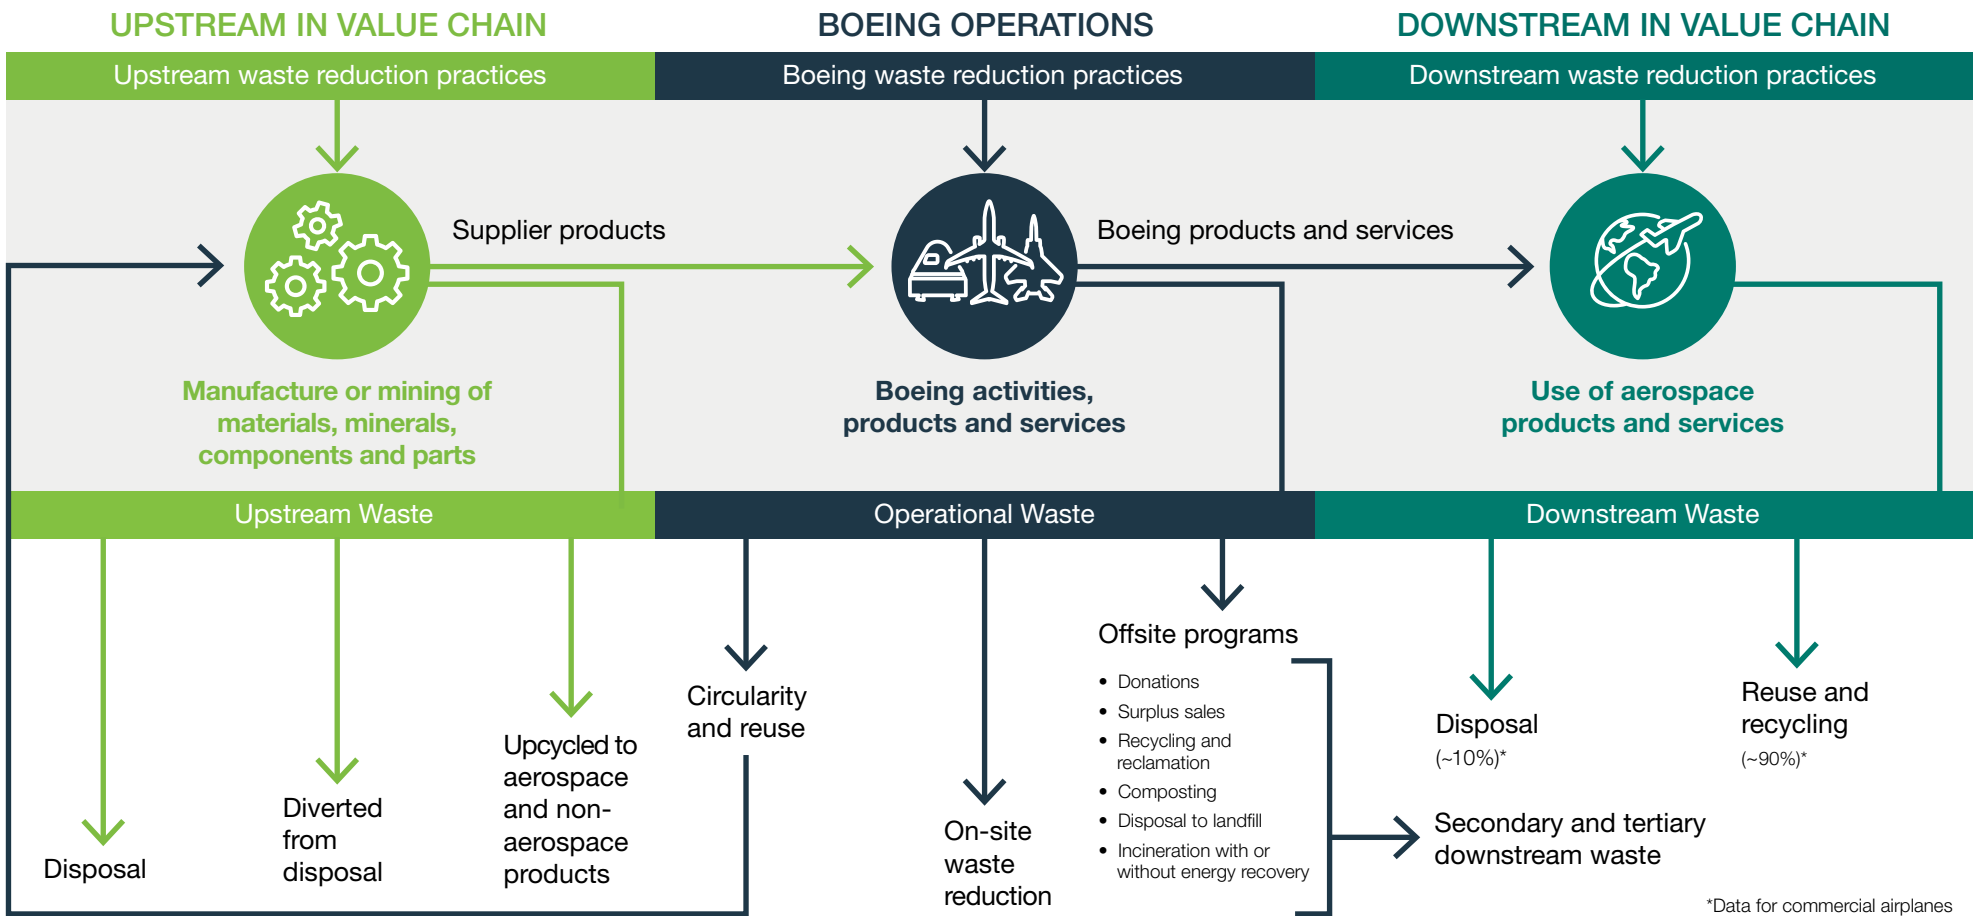 UPSTREAM IN VALUE CHAIN
BOEING OPERATIONS
DOWNSTREAM IN VALUE CHAIN
Upstream waste reduction practices
Boeing waste reduction practices
Downstream waste reduction practices
Supplier products
Boeing products and services
Manufacture or mining of
materials, minerals,
components and parts
Boeing activities,
products and services
Use of aerospace
products and services
Upstream Waste
Operational Waste
Downstream Waste
Disposal
Diverted
from
disposal
Upcycled to
aerospace
and non-
aerospace
products
Circularity
and reuse
On-site
waste
reduction
Offsite programs
• Donations
• Surplus sales
• Recycling and
reclamation
• Composting
• Disposal to landfill
• Incineration with or
without energy recovery
Disposal
(~10%)*
Reuse and
recycling
(~90%)*
Secondary and tertiary
downstream waste
*Data for commercial airplanes